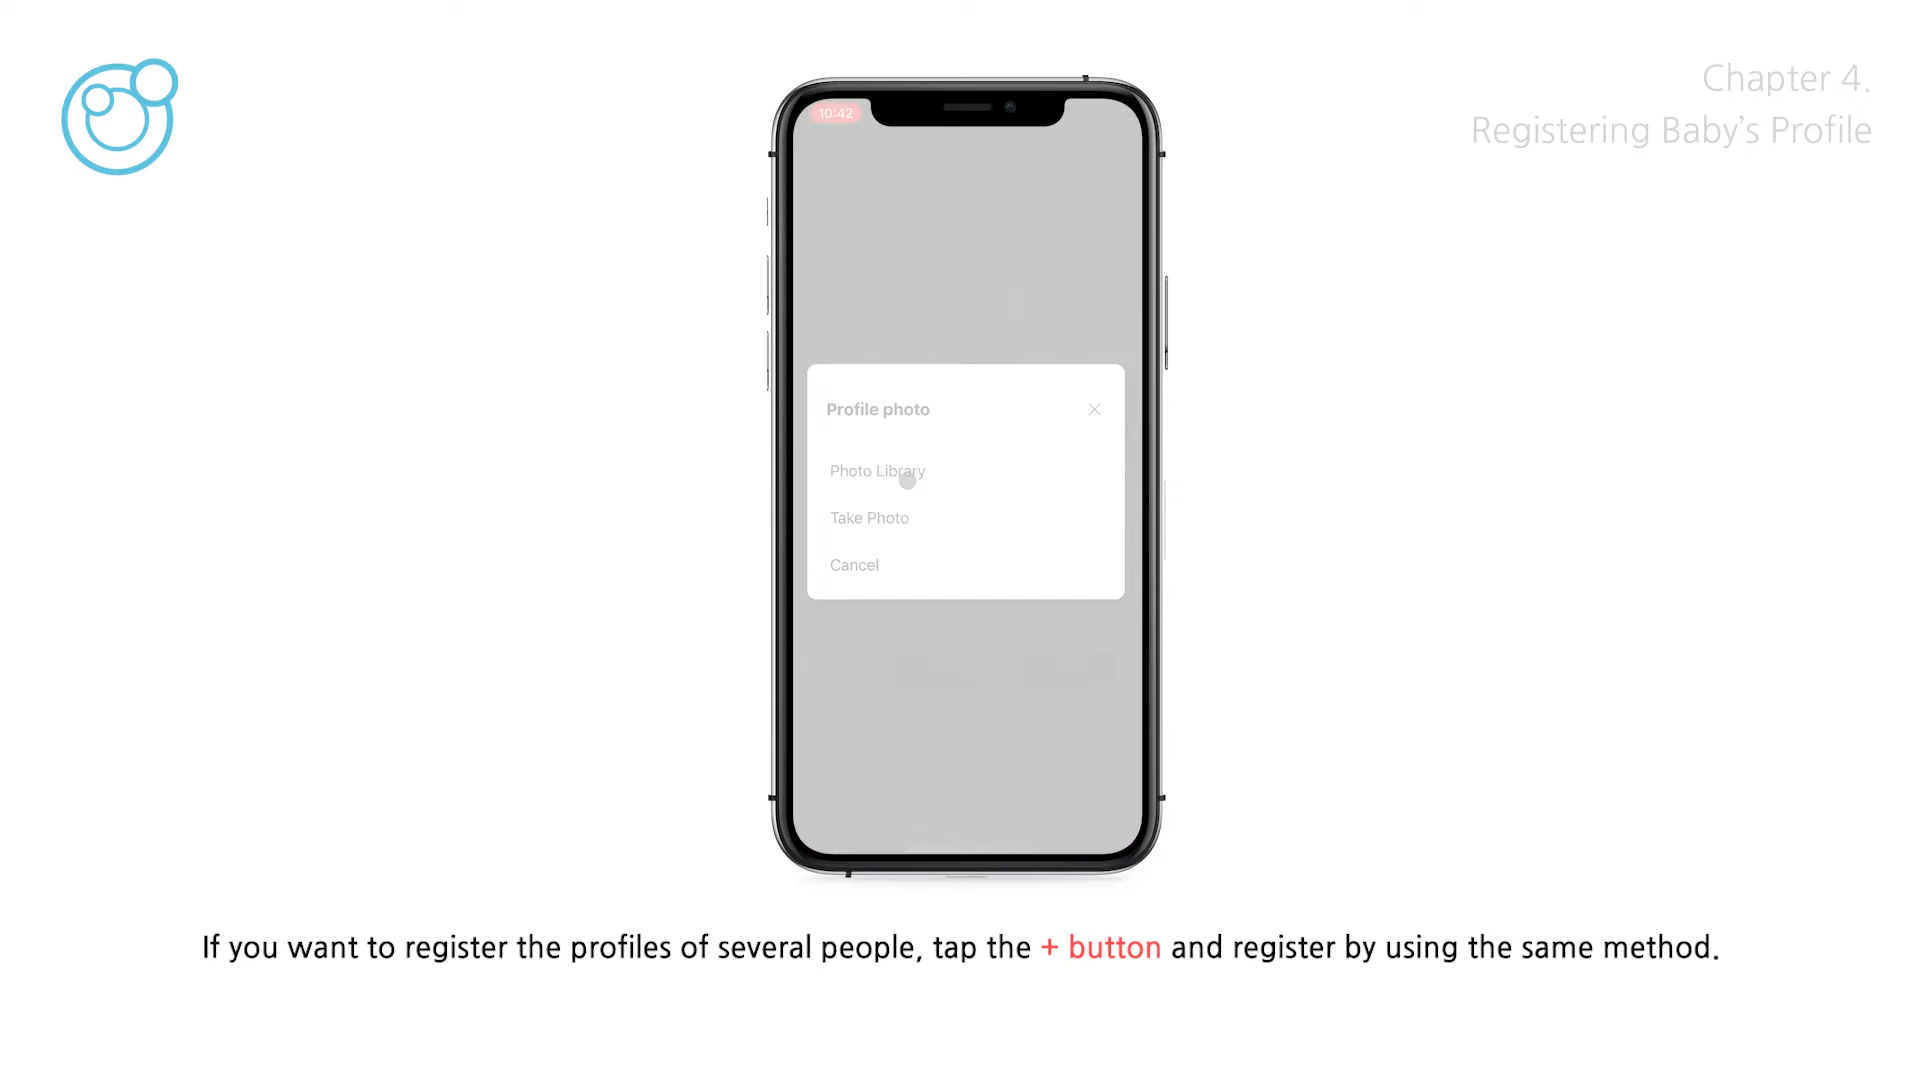 Chapter 4.
Registering Baby's Profile
10:42
Profile photo
Photo Library
Take Photo
Cancel
If you want to register the profiles of several people, tap the + button and register by using the same method.